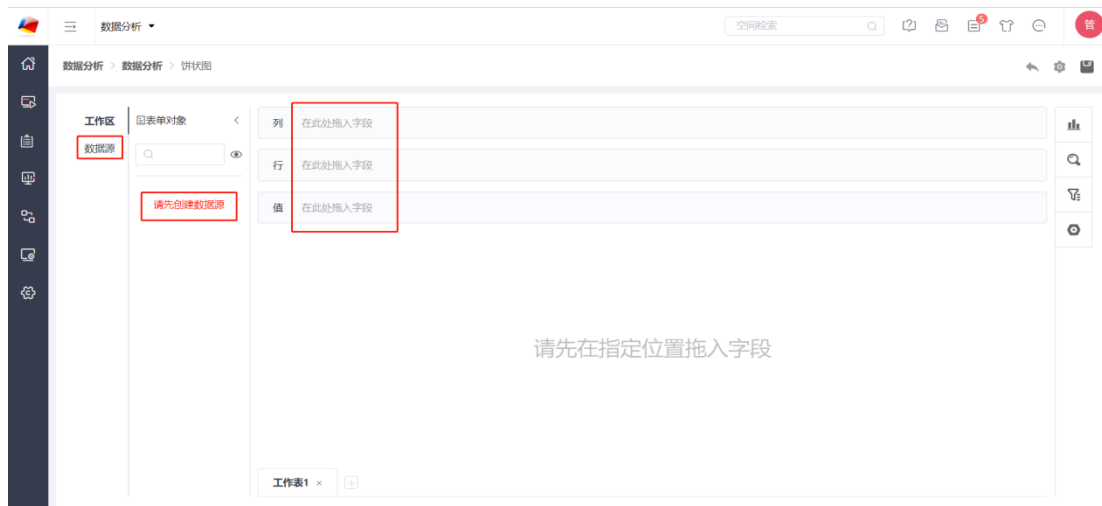 数据分析
空间检索
5
管
数据分析 > 数据分析 > 饼状图
工作区
数据源
表单对象
请先创建数据源
列 在此处拖入字段
行 在此处拖入字段
值 在此处拖入字段
请先在指定位置拖入字段
工作表1 ×